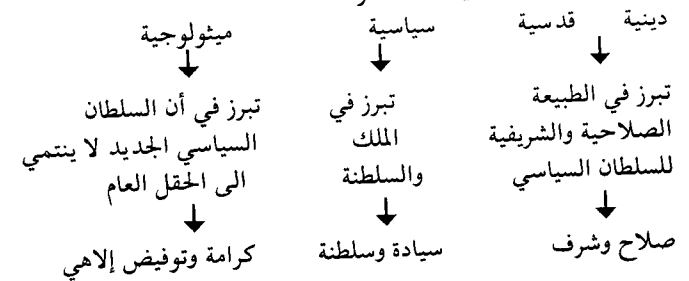 دينية قدسية
سياسية
ميثولوجية
تبرز في الطبيعة
الصلاحية والشريفية
للسلطان السياسي
تبرز في
الملك
والسلطنة
تبرز في أن السلطان
السياسي الجديد لا ينتمي
الى الحقل العام
صلاح وشرف
سيادة وسلطنة
كرامة وتوفيض إلاهي